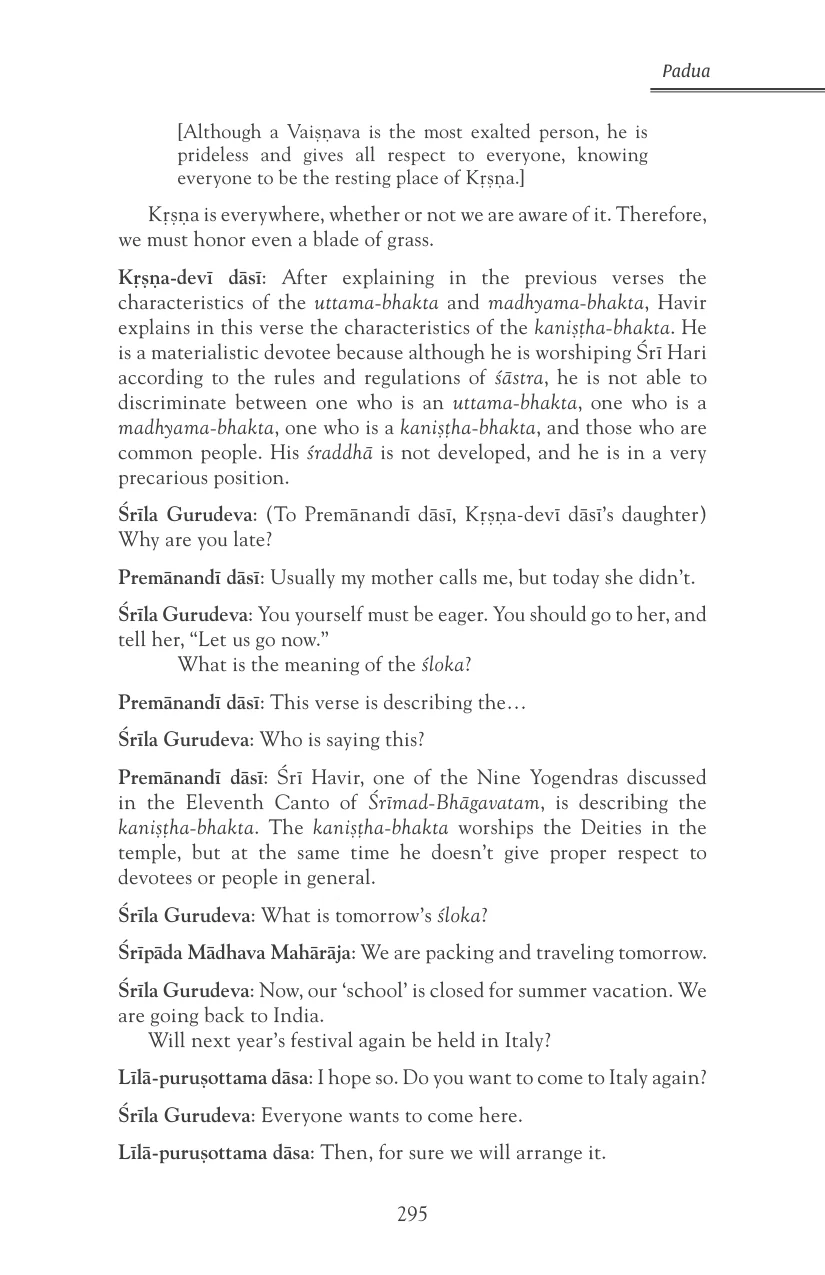 Padua
[Although a Vaiṣṇava is the most exalted person, he is
prideless and gives all respect to everyone, knowing
everyone to be the resting place of Kṛṣṇa.]
Kṛṣṇa is everywhere, whether or not we are aware of it. Therefore,
we must honor even a blade of grass.
Kṛṣṇa-devī dāsī: After explaining in the previous verses the
characteristics of the uttama-bhakta and madhyama-bhakta, Havir
explains in this verse the characteristics of the kaniṣṭha-bhakta. He
is a materialistic devotee because although he is worshiping Śrī Hari
according to the rules and regulations of śāstra, he is not able to
discriminate between one who is an uttama-bhakta, one who is a
madhyama-bhakta, one who is a kaniṣṭha-bhakta, and those who are
common people. His śraddhā is not developed, and he is in a very
precarious position.
Śrīla Gurudeva: (To Premānandī dāsī, Kṛṣṇa-devī dāsī’s daughter)
Why are you late?
Premānandī dāsī: Usually my mother calls me, but today she didn’t.
Śrīla Gurudeva: You yourself must be eager. You should go to her, and
tell her, “Let us go now.”
What is the meaning of the śloka?
Premānandī dāsī: This verse is describing the…
Śrīla Gurudeva: Who is saying this?
Premānandī dāsī: Śrī Havir, one of the Nine Yogendras discussed
in the Eleventh Canto of Śrīmad-Bhāgavatam, is describing the
kaniṣṭha-bhakta. The kaniṣṭha-bhakta worships the Deities in the
temple, but at the same time he doesn’t give proper respect to
devotees or people in general.
Śrīla Gurudeva: What is tomorrow’s śloka?
Śrīpāda Mādhava Mahārāja: We are packing and traveling tomorrow.
Śrīla Gurudeva: Now, our ‘school’ is closed for summer vacation. We
are going back to India.
Will next year’s festival again be held in Italy?
Līlā-puruṣottama dāsa: I hope so. Do you want to come to Italy again?
Śrīla Gurudeva: Everyone wants to come here.
Līlā-puruṣottama dāsa: Then, for sure we will arrange it.
295